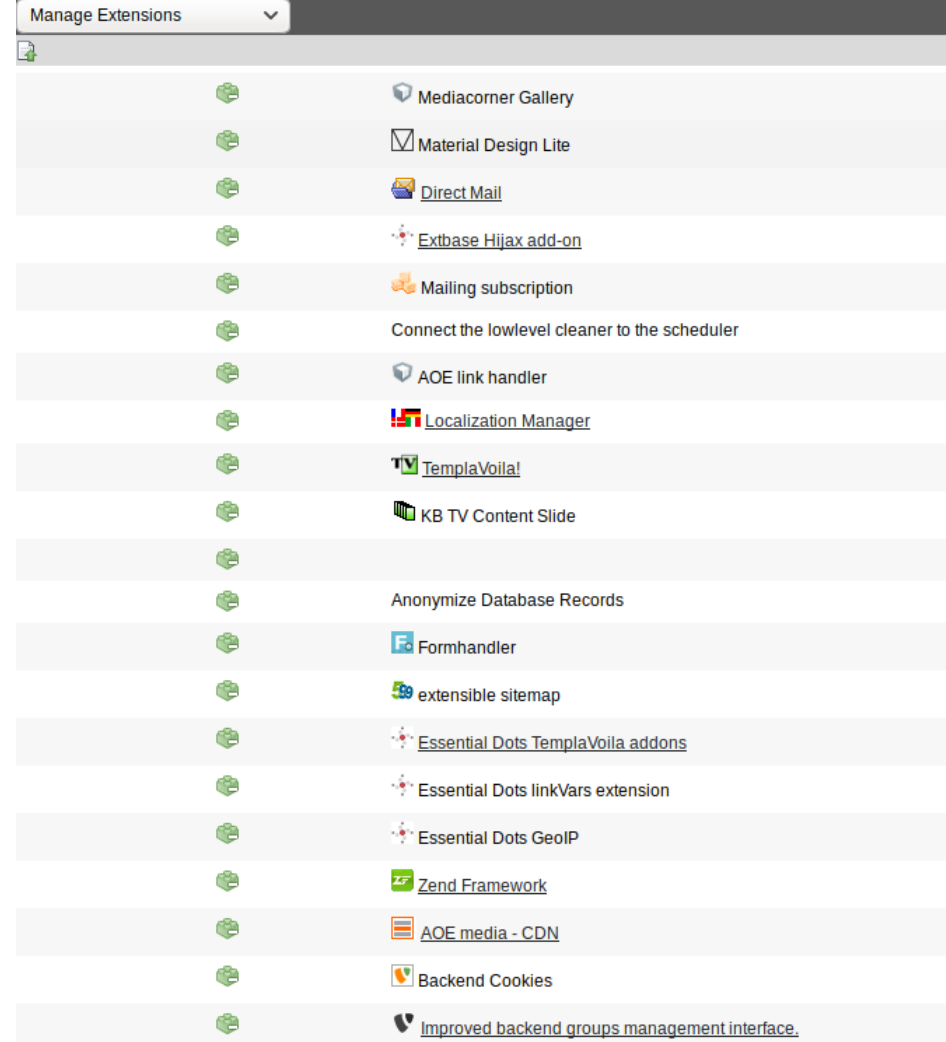 Manage Extensions
Mediacorner Gallery
Material Design Lite
Direct Mail
Extbase Hijax add-on
Mailing subscription
Connect the lowlevel cleaner to the scheduler
AOE link handler
Localization Manager
TV TemplaVoila!
KB TV Content Slide
Anonymize Database Records
F Formhandler
599 extensible sitemap
Essential Dots TemplaVoila addons
Essential Dots linkVars extension
Essential Dots GeoIP
ZF Zend Framework
AOE media - CDN
Backend Cookies
Improved backend groups management interface.